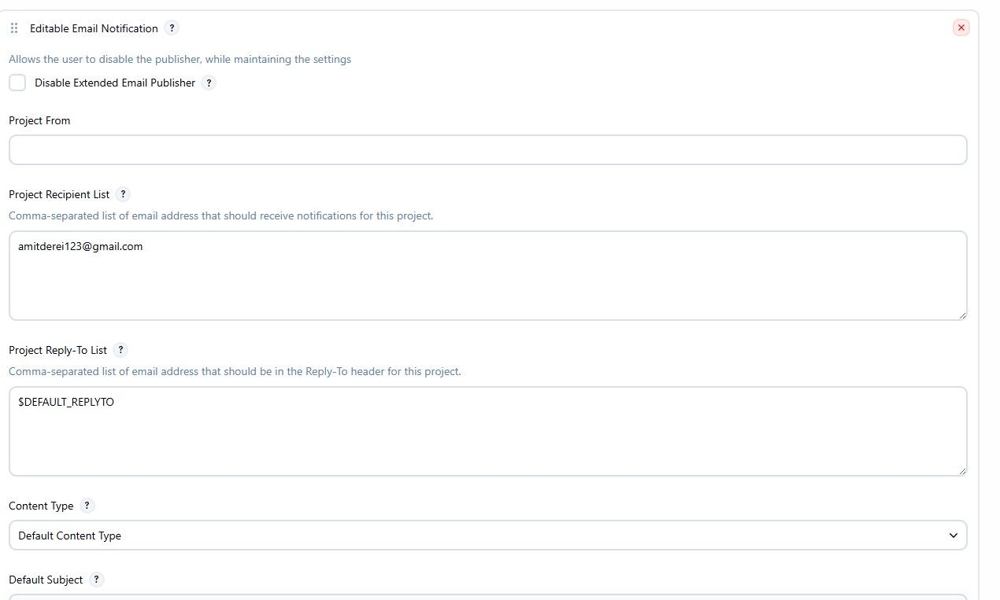 Editable Email Notification ?
Allows the user to disable the publisher, while maintaining the settings
Disable Extended Email Publisher ?
Project From
Project Recipient List ?
Comma-separated list of email address that should receive notifications for this project.
amitderei123@gmail.com
Project Reply-To List ?
Comma-separated list of email address that should be in the Reply-To header for this project.
$DEFAULT_REPLYTO
Content Type ?
Default Content Type
Default Subject ?